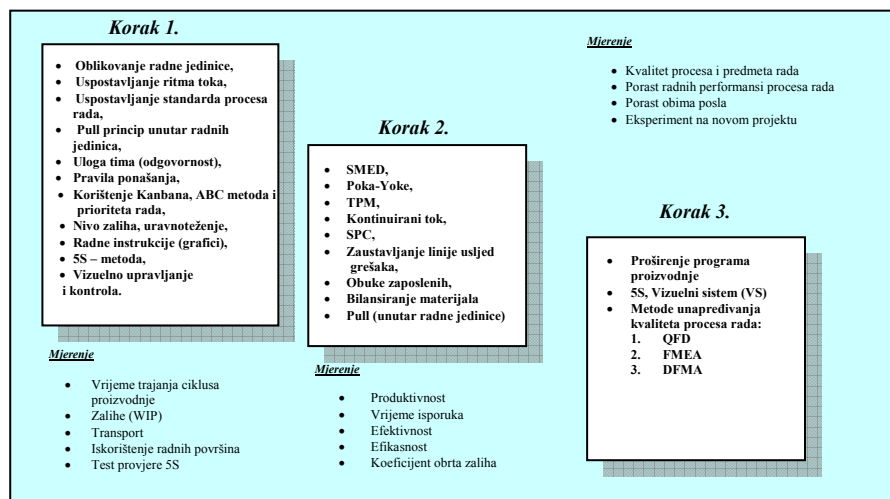 Korak 1.
• Oblikovanje radne jedinice,
• Uspostavljanje ritma toka,
• Uspostavljanje standarda procesa
rada,
• Pull princip unutar radnih
jedinica,
• Uloga tima (odgovornost),
• Pravila ponašanja,
• Korištenje Kanbana, ABC metoda i
prioriteta rada,
• Nivo zaliha, uravnoteženje,
• Radne instrukcije (grafici),
• 5S – metoda,
• Vizuelno upravljanje
i kontrola.
Mjerenje
• Vrijeme trajanja ciklusa
proizvodnje
• Zalihe (WIP)
• Transport
• Iskorištenje radnih površina
• Test provjere 5S
Korak 2.
• SMED,
• Poka-Yoke,
• TPM,
• Kontinuirani tok,
• SPC,
• Zaustavljanje linije usljed
grešaka,
• Obuke zaposlenih,
• Bilansiranje materijala
• Pull (unutar radne jedinice)
Mjerenje
• Produktivnost
• Vrijeme isporuka
• Efektivnost
• Efikasnost
• Koeficijent obrta zaliha
Mjerenje
• Kvalitet procesa i predmeta rada
• Porast radnih performansi procesa rada
• Porast obima posla
• Eksperiment na novom projektu
Korak 3.
• Proširenje programa
proizvodnje
• 5S, Vizuelni sistem (VS)
• Metode unapređivanja
kvaliteta procesa rada:
1. QFD
2. FMEA
3. DFMA